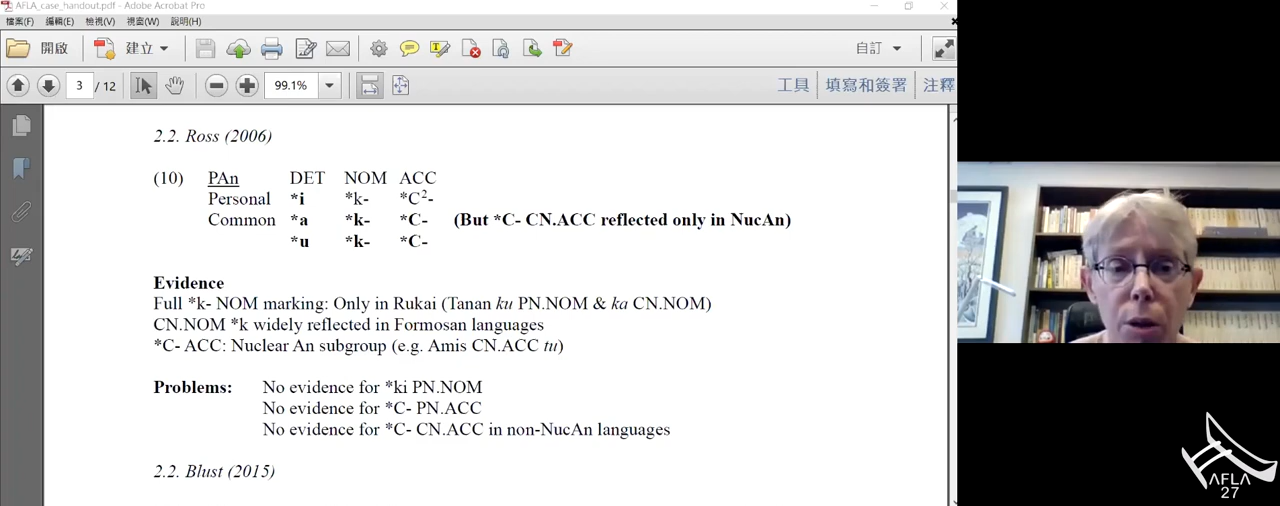 AFLA_case_handout.pdf - Adobe Acrobat Pro
檔案(F) 編輯(E) 檢視(V) 視窗(W) 說明(H)
開啟 建立 自訂
3 / 12 99.1% 工具 填寫和簽署 注釋
2.2. Ross (2006)
(10) PAn DET NOM ACC
Personal *i *k- *C²-
Common *a *k- *C- (But *C- CN.ACC reflected only in NucAn)
*u *k- *C-
Evidence
Full *k- NOM marking: Only in Rukai (Tanan ku PN.NOM & ka CN.NOM)
CN.NOM *k widely reflected in Formosan languages
*C- ACC: Nuclear An subgroup (e.g. Amis CN.ACC tu)
Problems: No evidence for *ki PN.NOM
No evidence for *C- PN.ACC
No evidence for *C- CN.ACC in non-NucAn languages
2.2. Blust (2015)
AFLA
27